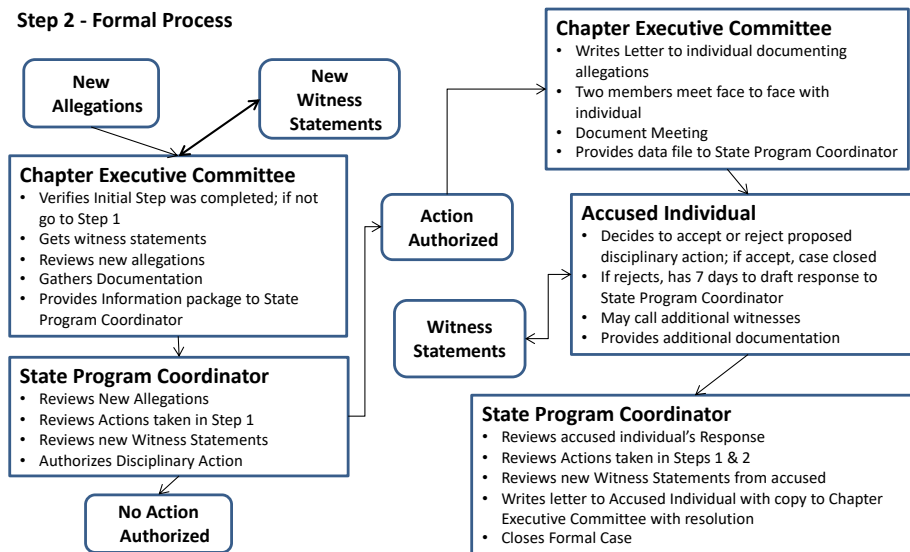 Step 2 - Formal Process
New
Allegations
New
Witness
Statements
Chapter Executive Committee
• Verifies Initial Step was completed; if not
go to Step 1
• Gets witness statements
• Reviews new allegations
• Gathers Documentation
• Provides Information package to State
Program Coordinator
State Program Coordinator
• Reviews New Allegations
• Reviews Actions taken in Step 1
• Reviews new Witness Statements
• Authorizes Disciplinary Action
No Action
Authorized
Action
Authorized
Chapter Executive Committee
• Writes Letter to individual documenting
allegations
• Two members meet face to face with
individual
• Document Meeting
• Provides data file to State Program Coordinator
Accused Individual
• Decides to accept or reject proposed
disciplinary action; if accept, case closed
• If rejects, has 7 days to draft response to
State Program Coordinator
• May call additional witnesses
• Provides additional documentation
Witness
Statements
State Program Coordinator
• Reviews accused individual’s Response
• Reviews Actions taken in Steps 1 & 2
• Reviews new Witness Statements from accused
• Writes letter to Accused Individual with copy to Chapter
Executive Committee with resolution
• Closes Formal Case